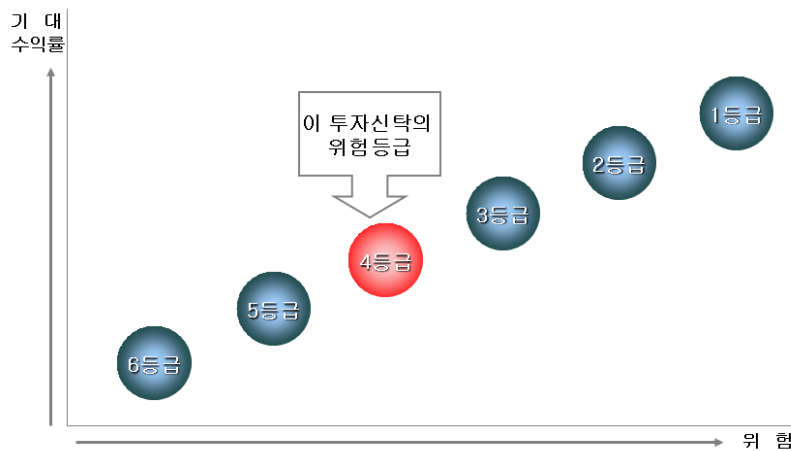 기 대
수익률
이 투자신탁의
위험등급
1등급
2등급
3등급
4등급
5등급
6등급
위 험